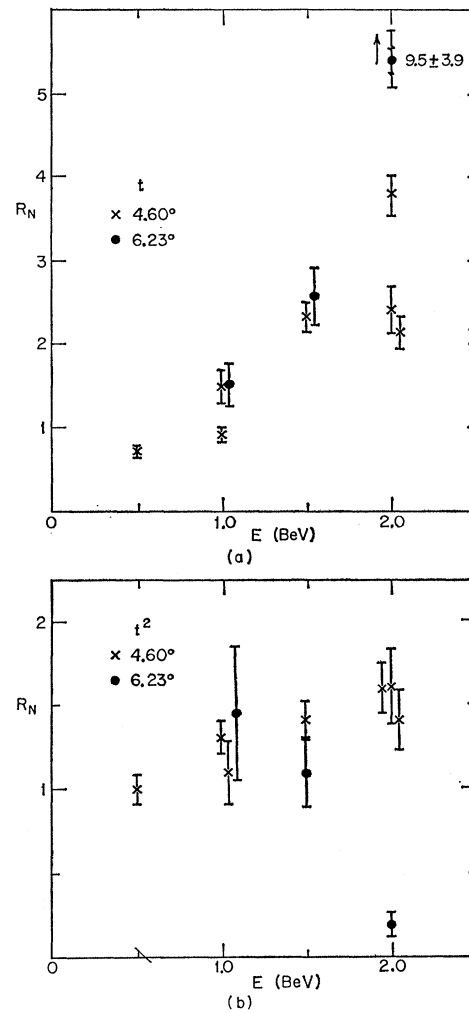 5
9.5±3.9
4
t
R_N
× 4.60°
● 6.23°
3
2
1
0 1.0 2.0
E (BeV)
(a)
2
t²
× 4.60°
● 6.23°
R_N
1
0 1.0 2.0
E (BeV)
(b)